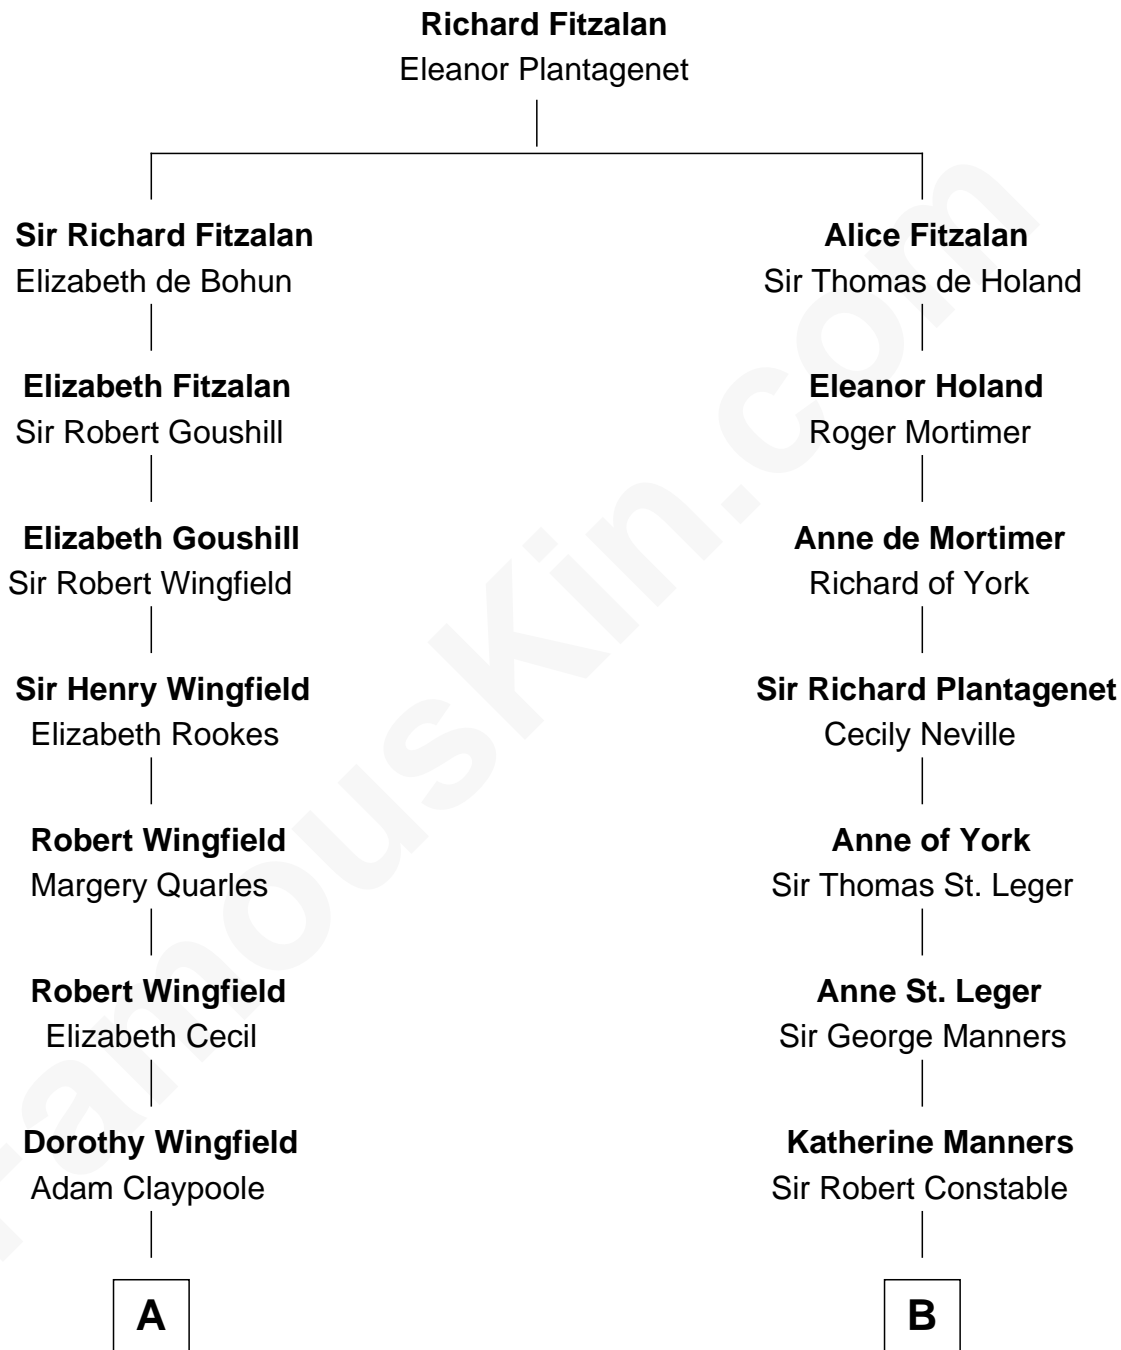 Richard Fitzalan
Eleanor Plantagenet
Sir Richard Fitzalan
Elizabeth de Bohun
Alice Fitzalan
Sir Thomas de Holand
Elizabeth Fitzalan
Sir Robert Goushill
Eleanor Holand
Roger Mortimer
Elizabeth Goushill
Sir Robert Wingfield
Anne de Mortimer
Richard of York
Sir Henry Wingfield
Elizabeth Rookes
Sir Richard Plantagenet
Cecily Neville
Robert Wingfield
Margery Quarles
Anne of York
Sir Thomas St. Leger
Robert Wingfield
Elizabeth Cecil
Anne St. Leger
Sir George Manners
Dorothy Wingfield
Adam Claypoole
Katherine Manners
Sir Robert Constable
A
B
FamousKin.com